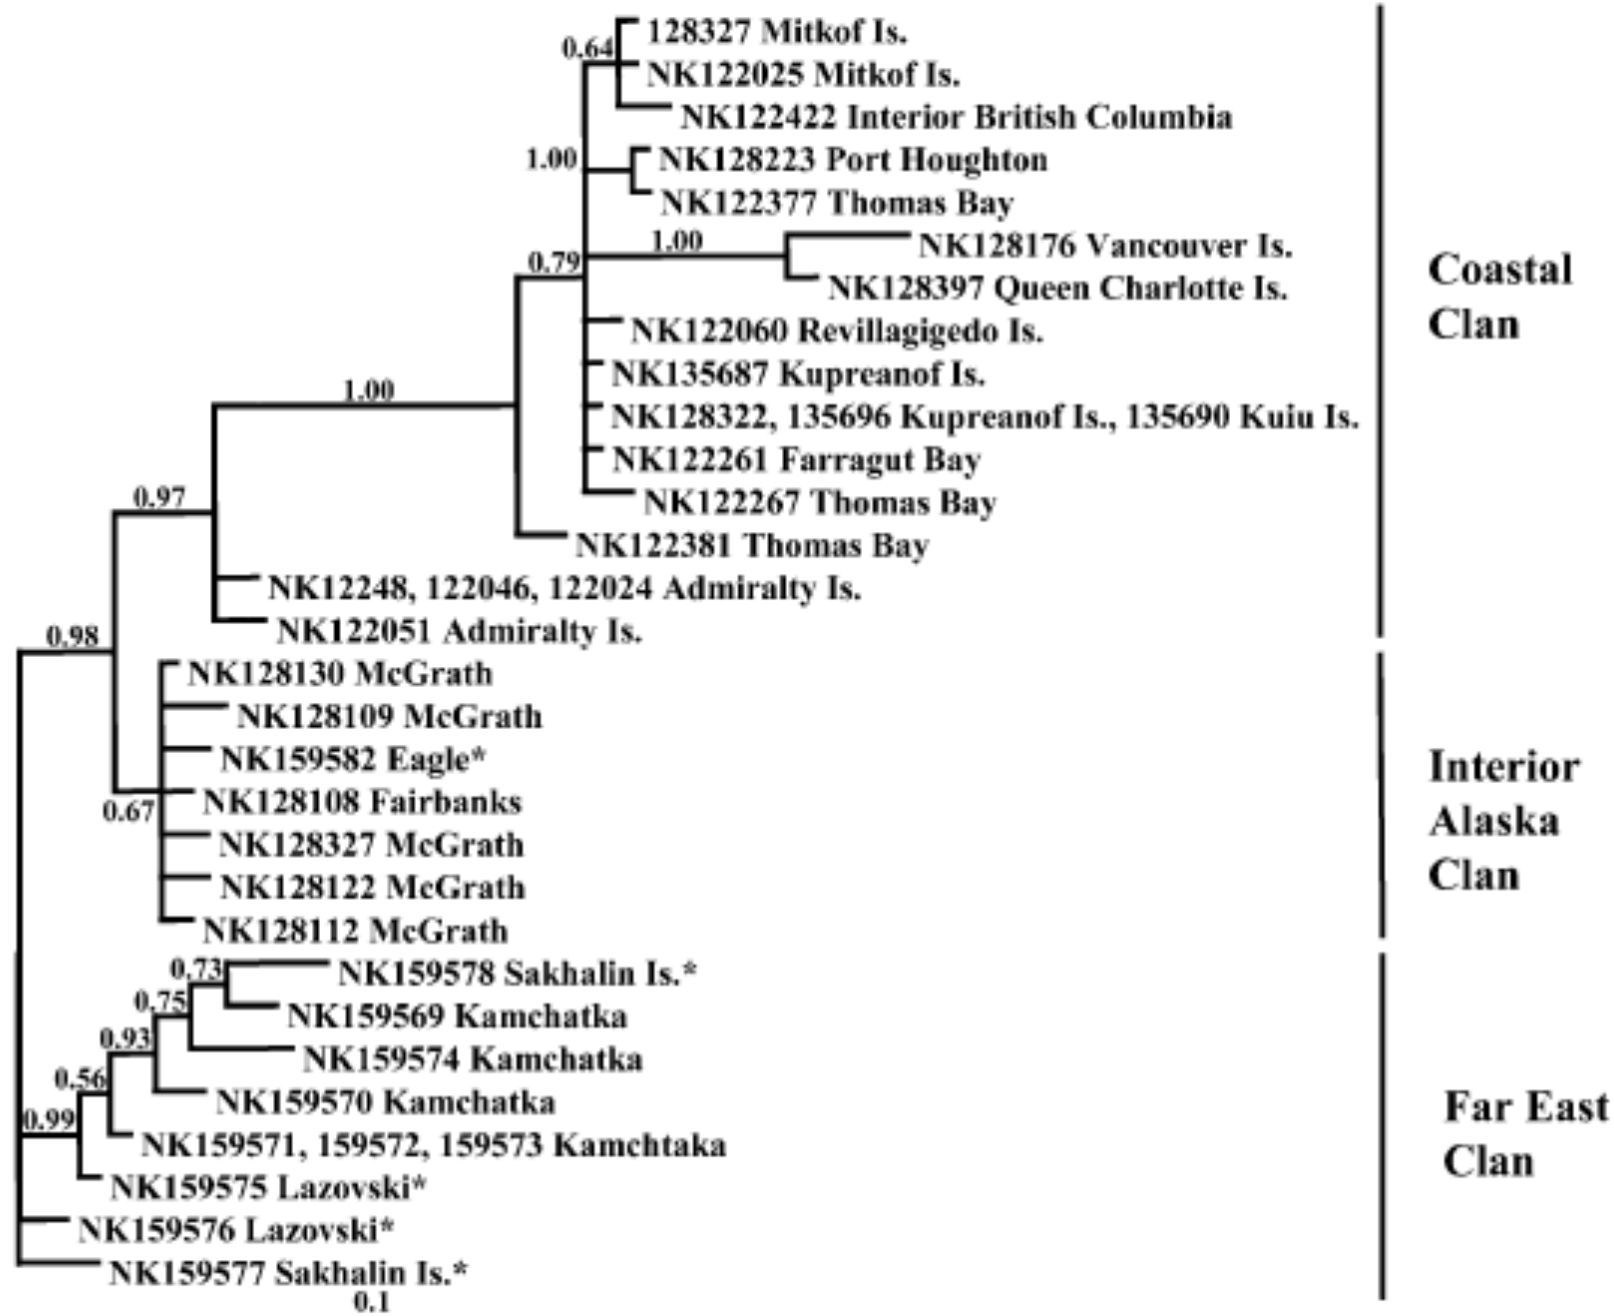 128327 Mitkof Is.
0.64
NK122025 Mitkof Is.
NK122422 Interior British Columbia
1.00
NK128223 Port Houghton
NK122377 Thomas Bay
1.00
NK128176 Vancouver Is.
0.79
NK128397 Queen Charlotte Is.
Coastal
Clan
NK122060 Revillagigedo Is.
NK135687 Kupreanof Is.
1.00
NK128322, 135696 Kupreanof Is., 135690 Kuiu Is.
NK122261 Farragut Bay
0.97
NK122267 Thomas Bay
NK122381 Thomas Bay
NK12248, 122046, 122024 Admiralty Is.
NK122051 Admiralty Is.
0.98
NK128130 McGrath
NK128109 McGrath
NK159582 Eagle*
NK128108 Fairbanks
0.67
NK128327 McGrath
NK128122 McGrath
NK128112 McGrath
Interior
Alaska
Clan
0.73
NK159578 Sakhalin Is.*
0.75
NK159569 Kamchatka
0.93
NK159574 Kamchatka
0.56
NK159570 Kamchatka
0.99
NK159571, 159572, 159573 Kamchtaka
NK159575 Lazovski*
NK159576 Lazovski*
NK159577 Sakhalin Is.*
Far East
Clan
0.1